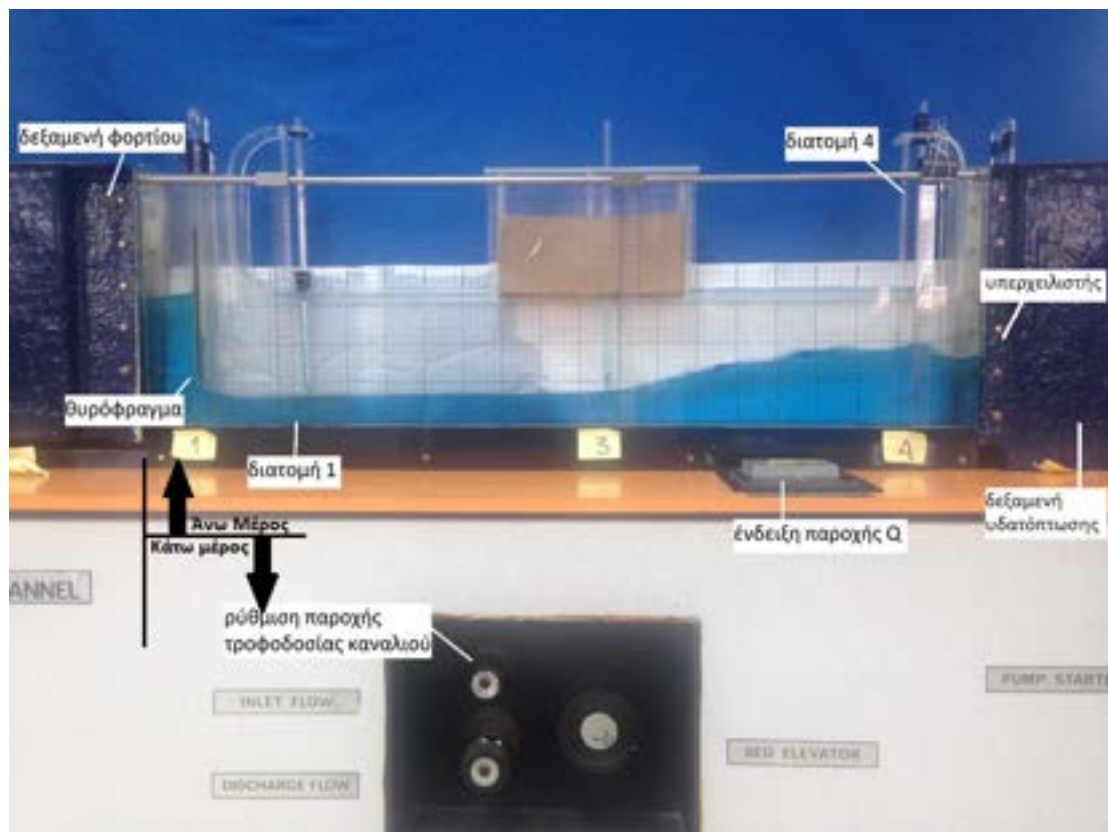 δεξαμενή φορτίου
διατομή 4
υπερχειλιστής
θυρόφραγμα
1
3
4
διατομή 1
ένδειξη παροχής Q
δεξαμενή
υδατόπτωσης
Άνω Μέρος
Κάτω μέρος
ANNEL
ρύθμιση παροχής
τροφοδοσίας καναλιού
INLET FLOW
PUMP STARTE
BED ELEVATOR
DISCHARGE FLOW